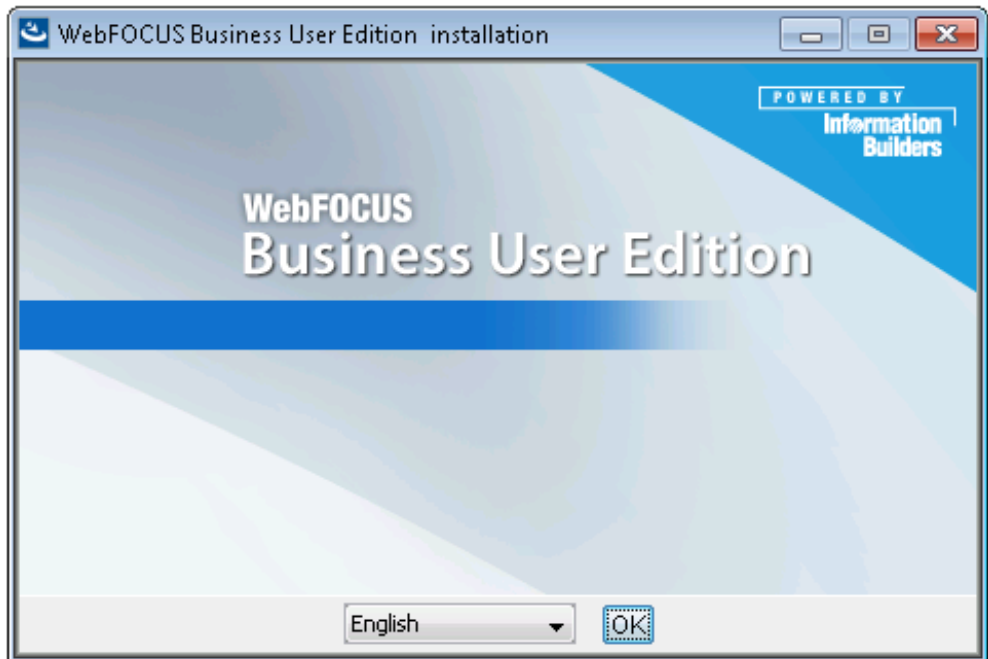 WebFOCUS Business User Edition installation
POWERED BY
Information
Builders
WebFOCUS
Business User Edition
English
OK